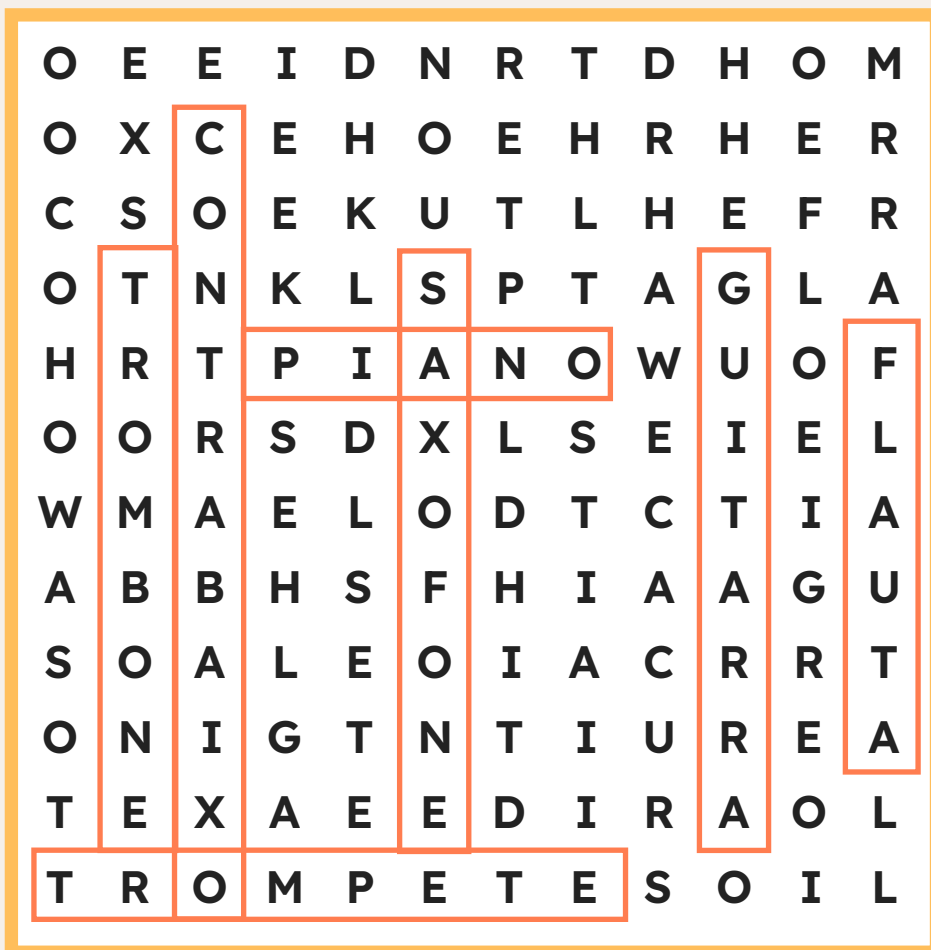 O E E I D N R T D H O M
O X C E H O E H R H E R
C S O E K U T L H E F R
O T N K L S P T A G L A
H R T P I A N O W U O F
O O R S D X L S E I E L
W M A E L O D T C T I A
A B B H S F H I A A G U
S O A L E O I A C R R T
O N I G T N T I U R E A
T E X A E E D I R A O L
T R O M P E T E S O I L